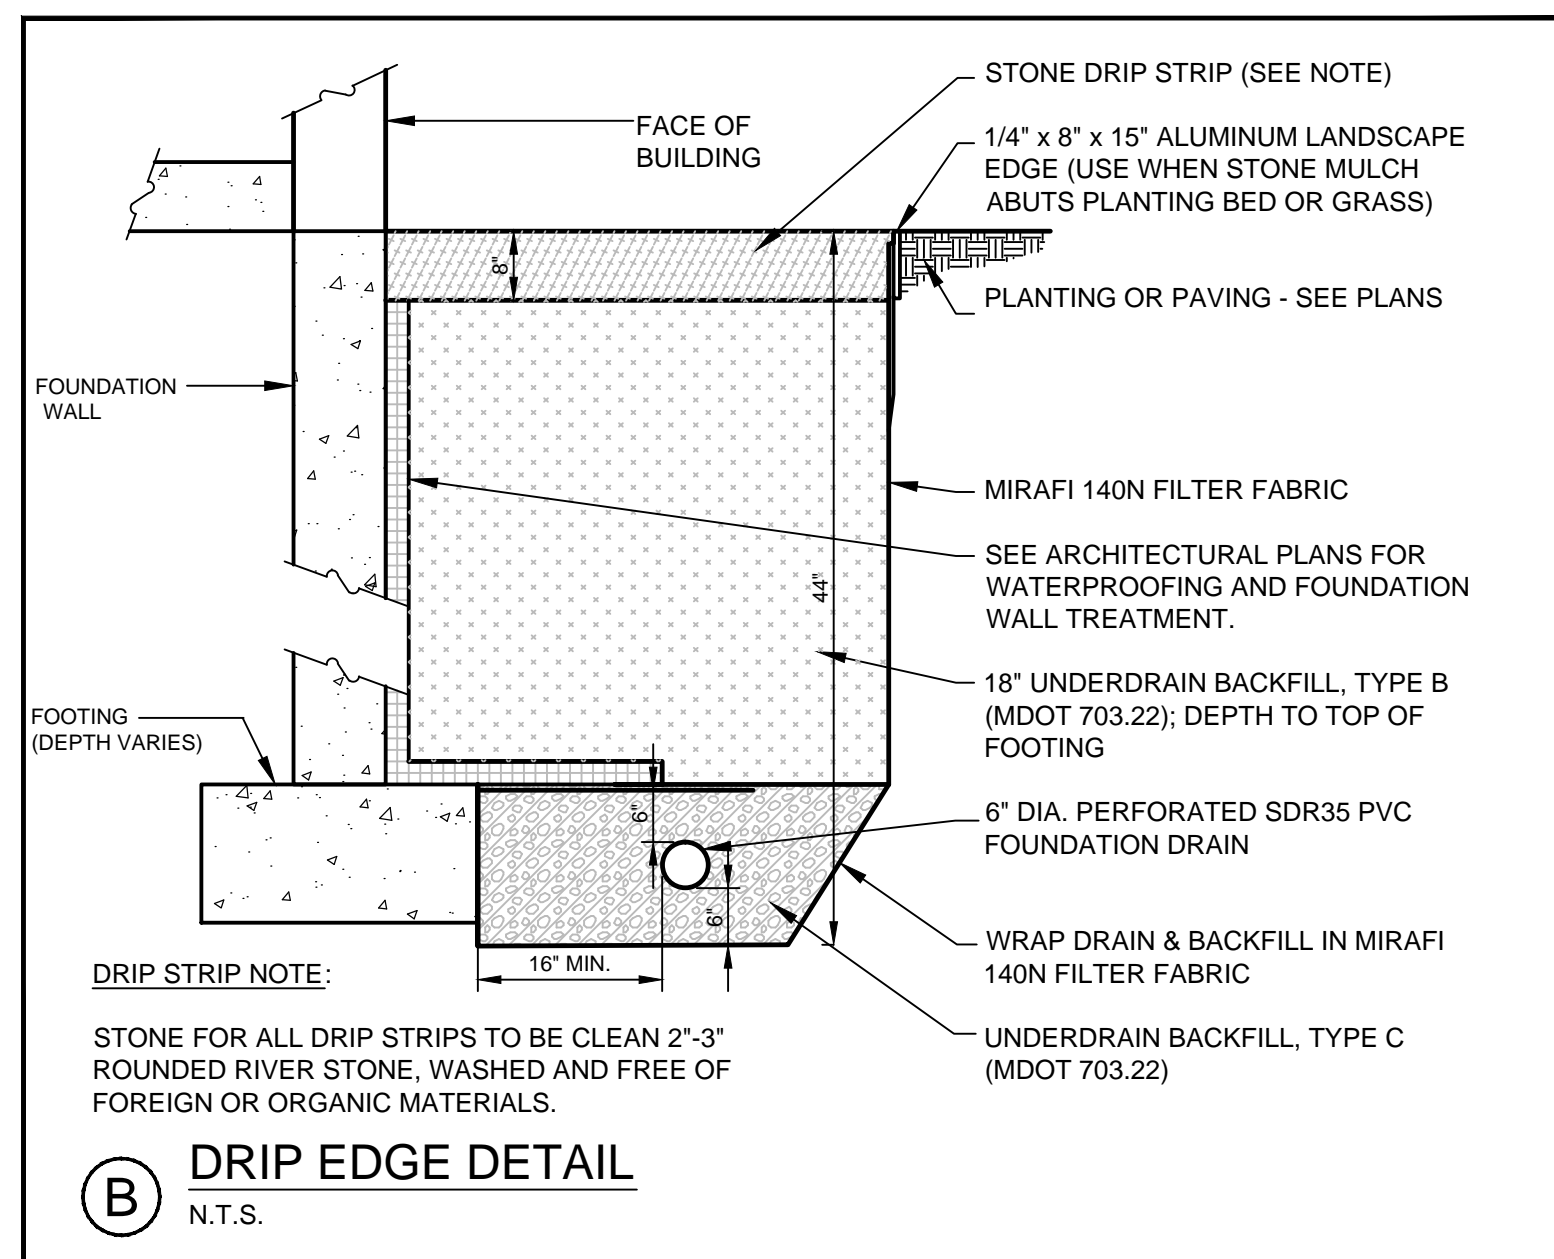 STONE DRIP STRIP (SEE NOTE)
FACE OF
BUILDING
1/4" x 8" x 15" ALUMINUM LANDSCAPE
EDGE (USE WHEN STONE MULCH
ABUTS PLANTING BED OR GRASS)
8"
PLANTING OR PAVING - SEE PLANS
FOUNDATION
WALL
MIRAFI 140N FILTER FABRIC
SEE ARCHITECTURAL PLANS FOR
WATERPROOFING AND FOUNDATION
WALL TREATMENT.
44"
18" UNDERDRAIN BACKFILL, TYPE B
(MDOT 703.22); DEPTH TO TOP OF
FOOTING
FOOTING
(DEPTH VARIES)
6"
6" DIA. PERFORATED SDR35 PVC
FOUNDATION DRAIN
6"
WRAP DRAIN & BACKFILL IN MIRAFI
140N FILTER FABRIC
16" MIN.
UNDERDRAIN BACKFILL, TYPE C
(MDOT 703.22)
DRIP STRIP NOTE:
STONE FOR ALL DRIP STRIPS TO BE CLEAN 2"-3"
ROUNDED RIVER STONE, WASHED AND FREE OF
FOREIGN OR ORGANIC MATERIALS.
B
DRIP EDGE DETAIL
N.T.S.